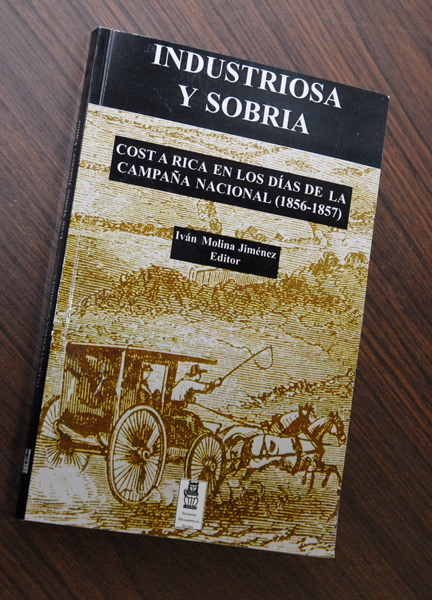 INDUSTRIOSA
Y SOBRIA
COSTA RICA EN LOS DÍAS DE LA
CAMPAÑA NACIONAL (1856-1857)
Iván Molina Jiménez
Editor